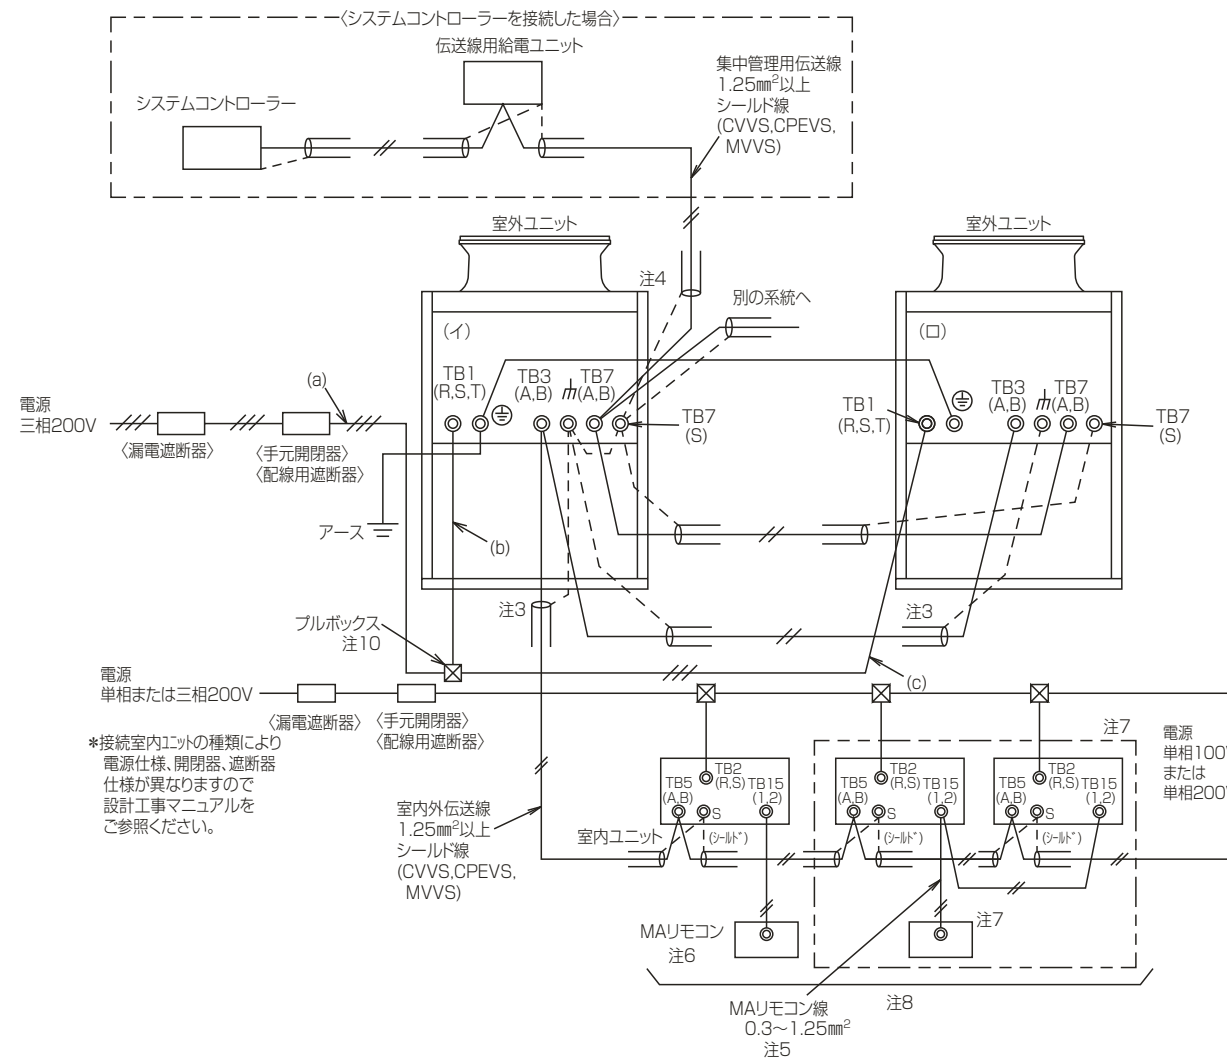 〈システムコントローラーを接続した場合〉
伝送線用給電ユニット
システムコントローラー
集中管理用伝送線
1.25mm²以上
シールド線
(CVVS,CPEVS,
MVVS)
室外ユニット
室外ユニット
注4
別の系統へ
(イ)
(ロ)
TB1
(R,S,T)
TB3
(A,B)
TB7
(A,B)
TB7
(S)
TB1
(R,S,T)
TB3
(A,B)
TB7
(A,B)
TB7
(S)
電源
三相200V
(a)
〈漏電遮断器〉
〈手元開閉器〉
〈配線用遮断器〉
アース
(b)
注3
注3
プルボックス
注10
(c)
電源
単相または三相200V
〈漏電遮断器〉
〈手元開閉器〉
〈配線用遮断器〉
*接続室内ユニットの種類により
電源仕様、開閉器、遮断器
仕様が異なりますので
設計工事マニュアルを
ご参照ください。
注7
電源
単相100V
または
単相200V
TB5
(A,B)
TB2
(R,S)
TB15
(1,2)
S
(シールド)
TB5
(A,B)
TB2
(R,S)
TB15
(1,2)
S
(シールド)
TB5
(A,B)
TB2
(R,S)
TB15
(1,2)
S
(シールド)
室内外伝送線
1.25mm²以上
シールド線
(CVVS,CPEVS,
MVVS)
室内ユニット
MAリモコン
注6
注7
注8
MAリモコン線
0.3～1.25mm²
注5